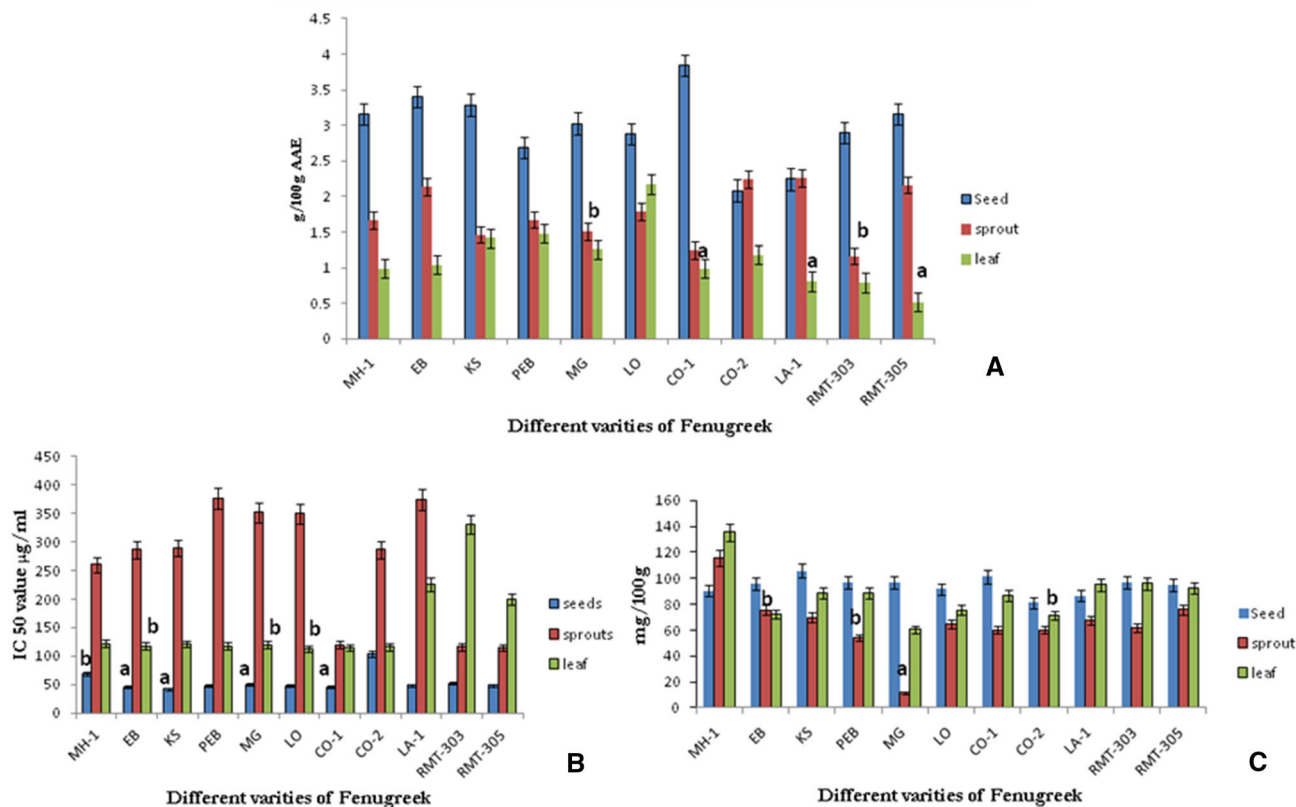 4.5
4
3.5
3
2.5
2
1.5
1
0.5
0
g/100g AAE
b
a
a
b
a
Seed
sprout
leaf
MH-1 EB KS PEB MG LO CO-1 CO-2 LA-1 RMT-303 RMT-305
A
Different varities of Fenugreek
450
400
350
300
250
200
150
100
50
0
IC 50 value µg/ml
b a b a a b b a
seeds
sprouts
leaf
MH-1 EB KS PEB MG LO CO-1 CO-2 LA-1 RMT-303 RMT-305
B
Different varities of Fenugreek
160
140
120
100
80
60
40
20
0
mg/100g
b b a b
Seed
sprout
leaf
MH-1 EB KS PEB MG LO CO-1 CO-2 LA-1 RMT-303 RMT-305
C
Different varities of Fenugreek